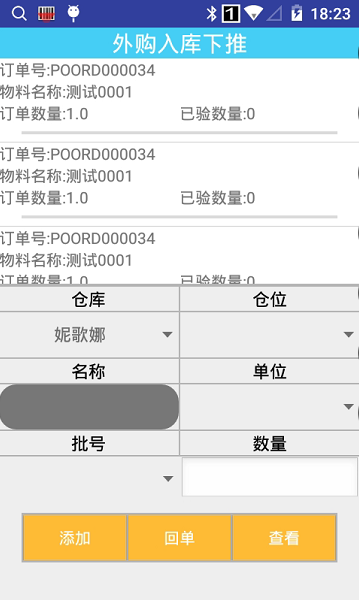 1 18:23
外购入库下推
订单号:POORD000034
物料名称:测试0001
订单数量:1.0 已验数量:0
订单号:POORD000034
物料名称:测试0001
订单数量:1.0 已验数量:0
订单号:POORD000034
物料名称:测试0001
订单数量:1.0 已验数量:0
仓库 仓位
妮歌娜
名称 单位
批号 数量
添加 回单 查看